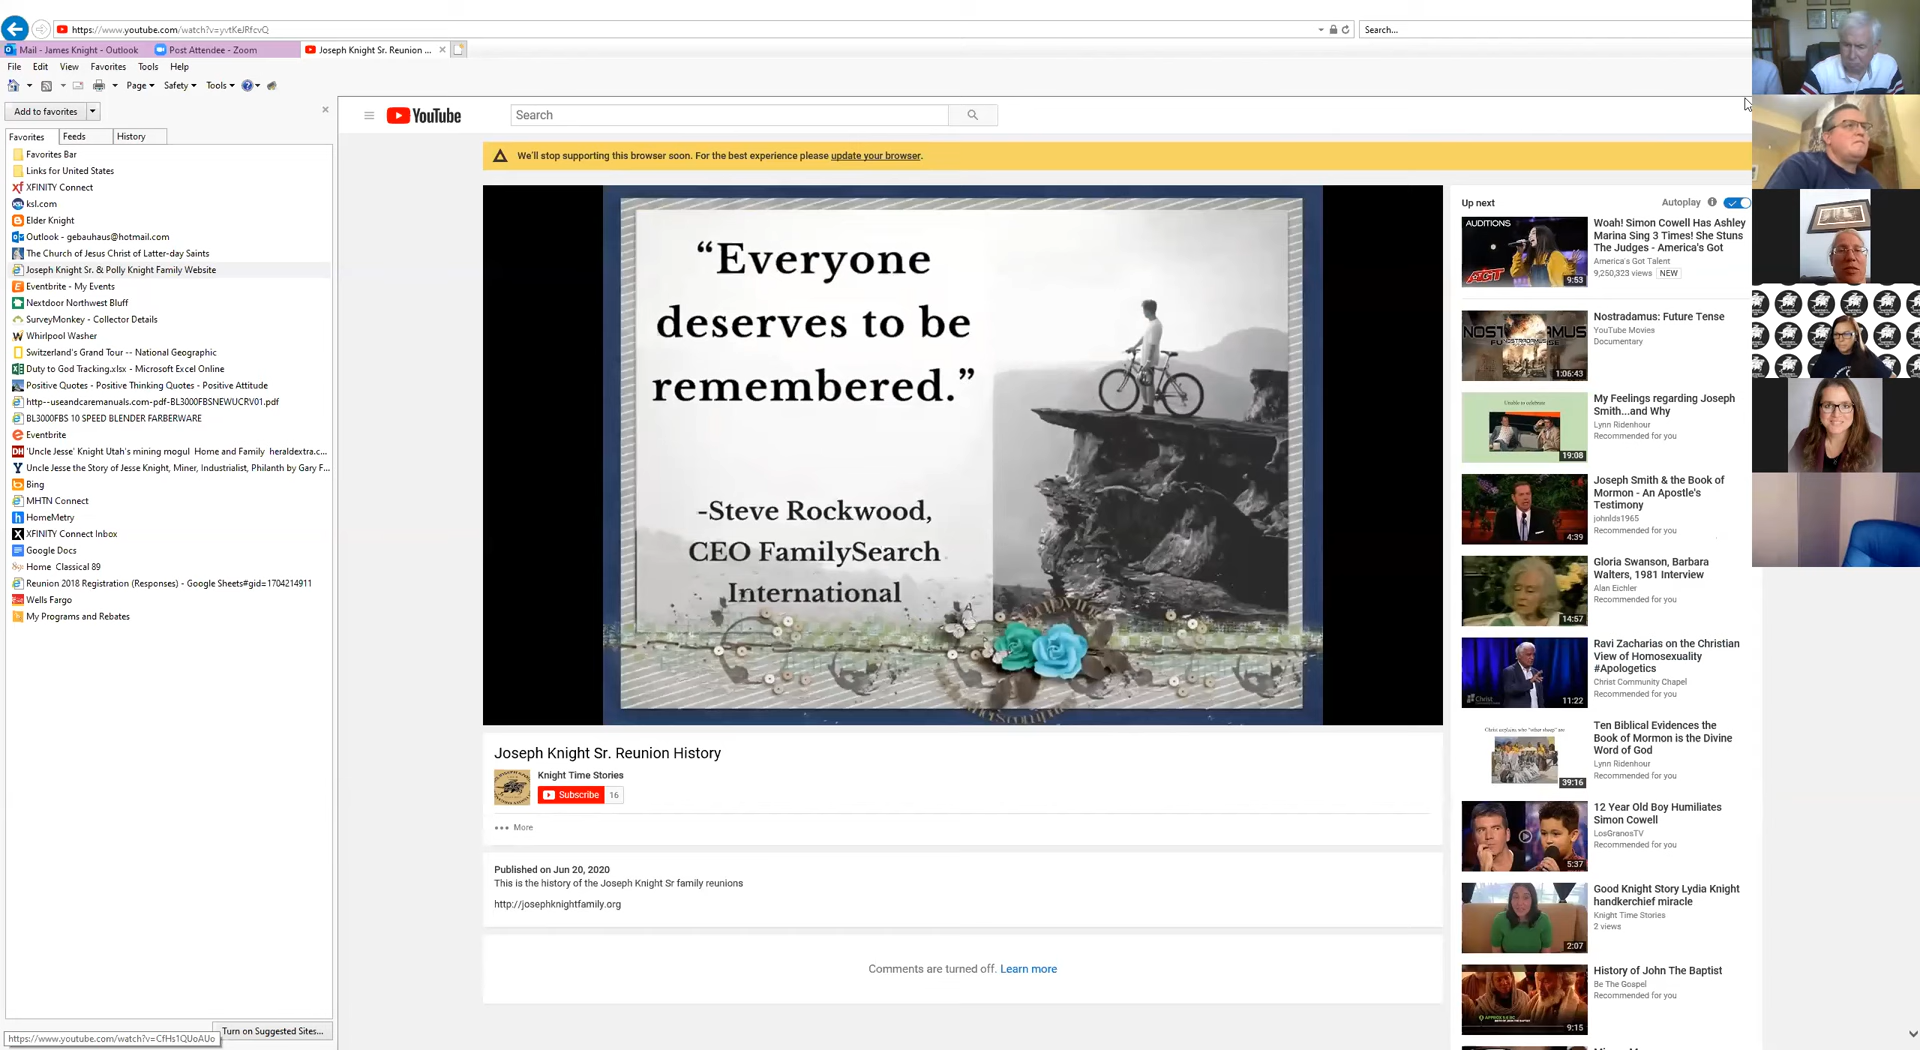 https://www.youtube.com/watch?v=yvtKeJRfcvQ
Search...
Mail - James Knight - Outlook
Post Attendee - Zoom
Joseph Knight Sr. Reunion ...
File Edit View Favorites Tools Help
Page Safety Tools
Add to favorites
Favorites Feeds History
Favorites Bar
Links for United States
XFINITY Connect
ksl.com
Elder Knight
Outlook - gebauhaus@hotmail.com
The Church of Jesus Christ of Latter-day Saints
Joseph Knight Sr. & Polly Knight Family Website
Eventbrite - My Events
Nextdoor Northwest Bluff
SurveyMonkey - Collector Details
Whirlpool Washer
Switzerland's Grand Tour -- National Geographic
Duty to God Tracking.xlsx - Microsoft Excel Online
Positive Quotes - Positive Thinking Quotes - Positive Attitude
http--useandcaremanuals.com-pdf-BL3000FBSNEWUCRV01.pdf
BL3000FBS 10 SPEED BLENDER FARBERWARE
Eventbrite
'Uncle Jesse' Knight Utah's mining mogul Home and Family heraldextra.c...
Uncle Jesse the Story of Jesse Knight, Miner, Industrialist, Philanth by Gary F...
Bing
MHTN Connect
HomeMetry
XFINITY Connect Inbox
Google Docs
Home Classical 89
Reunion 2018 Registration (Responses) - Google Sheets#gid=1704214911
Wells Fargo
My Programs and Rebates
Turn on Suggested Sites...
https://www.youtube.com/watch?v=CfHs1QUoAUo
YouTube
Search
We'll stop supporting this browser soon. For the best experience please update your browser.
“Everyone
deserves to be
remembered.”
-Steve Rockwood,
CEO FamilySearch
International
Joseph Knight Sr. Reunion History
Knight Time Stories
Subscribe 16
More
Published on Jun 20, 2020
This is the history of the Joseph Knight Sr family reunions
http://josephknightfamily.org
Comments are turned off. Learn more
Up next
Autoplay
AUDITIONS
AGT
9:53
Woah! Simon Cowell Has Ashley
Marina Sing 3 Times! She Stuns
The Judges - America's Got
America's Got Talent
9,250,323 views NEW
1:06:43
Nostradamus: Future Tense
YouTube Movies
Documentary
19:08
My Feelings regarding Joseph
Smith...and Why
Lynn Ridenhour
Recommended for you
4:39
Joseph Smith & the Book of
Mormon - An Apostle's
Testimony
johnlds1965
Recommended for you
14:57
Gloria Swanson, Barbara
Walters, 1981 Interview
Alan Eichler
Recommended for you
11:22
Ravi Zacharias on the Christian
View of Homosexuality
#Apologetics
Christ Community Chapel
Recommended for you
39:16
Ten Biblical Evidences the
Book of Mormon is the Divine
Word of God
Lynn Ridenhour
Recommended for you
5:37
12 Year Old Boy Humiliates
Simon Cowell
LosGranosTV
Recommended for you
2:07
Good Knight Story Lydia Knight
handkerchief miracle
Knight Time Stories
2 views
9:15
History of John The Baptist
Be The Gospel
Recommended for you